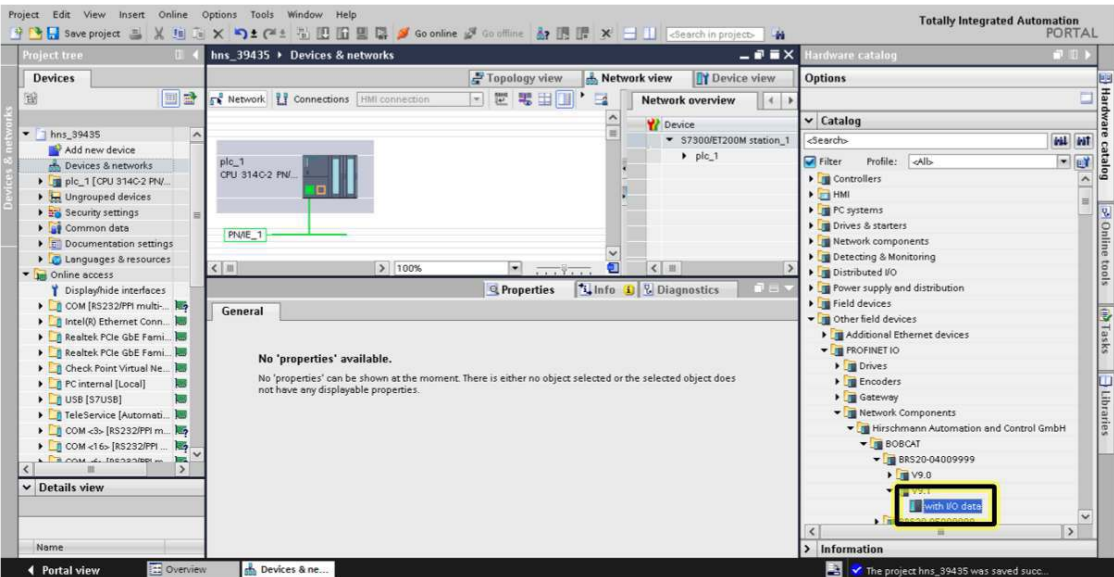 Project Edit View Insert Online Options Tools Window Help
Totally Integrated Automation
PORTAL
Save project
Go online
Go offline
<Search in project>
Project tree
Devices
hns_39435
Add new device
Devices & networks
plc_1 [CPU 314C-2 PN/...
Ungrouped devices
Security settings
Common data
Documentation settings
Languages & resources
Online access
Display/hide interfaces
COM [RS232/PPI multi-...
Intel(R) Ethernet Conn...
Realtek PCIe GbE Fami...
Realtek PCIe GbE Fami...
Check Point Virtual Ne...
PC internal [Local]
USB [S7USB]
TeleService [Automati...
COM <3> [RS232/PPI m...
COM <16> [RS232/PPI ...
Details view
Name
Devices & networks
hns_39435 Devices & networks
Topology view
Network view
Device view
Network
Connections
HMI connection
Network overview
plc_1
CPU 314C-2 PN/...
PN/IE_1
Device
S7300/ET200M station_1
plc_1
100%
Properties
Info
Diagnostics
General
No 'properties' available.
No 'properties' can be shown at the moment. There is either no object selected or the selected object does
not have any displayable properties.
Hardware catalog
Options
Catalog
<Search>
Filter Profile: <All>
Controllers
HMI
PC systems
Drives & starters
Network components
Detecting & Monitoring
Distributed I/O
Power supply and distribution
Field devices
Other field devices
Additional Ethernet devices
PROFINET IO
Drives
Encoders
Gateway
Network Components
Hirschmann Automation and Control GmbH
BOBCAT
BRS20-04009999
V9.0
V9.1
with I/O data
Information
Hardware catalog
Online tools
Tasks
Libraries
Portal view
Overview
Devices & ne...
The project hns_39435 was saved succ...